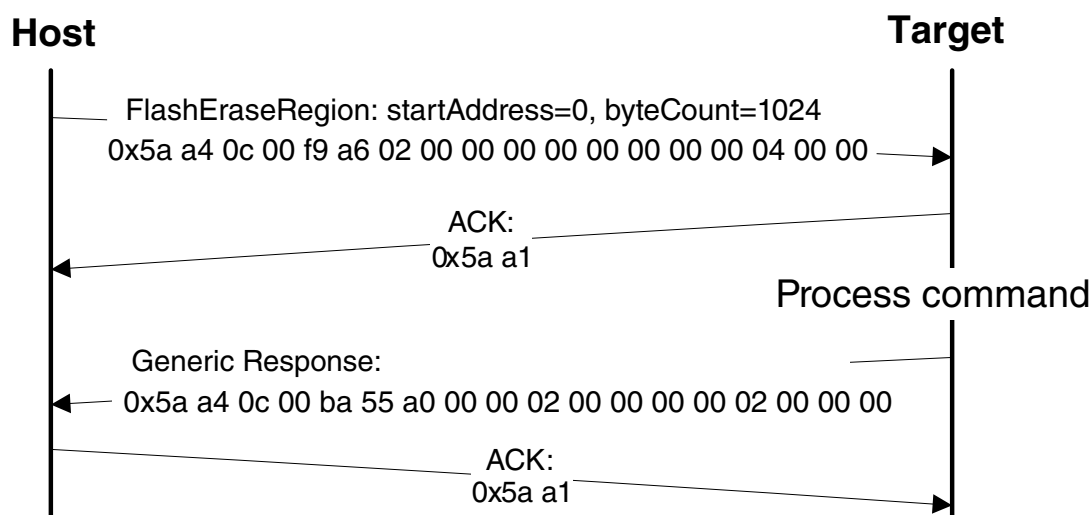 Host
Target
FlashEraseRegion: startAddress=0, byteCount=1024
0x5a a4 0c 00 f9 a6 02 00 00 00 00 00 00 00 00 04 00 00
ACK:
0x5a a1
Process command
Generic Response:
0x5a a4 0c 00 ba 55 a0 00 00 02 00 00 00 00 02 00 00 00
ACK:
0x5a a1